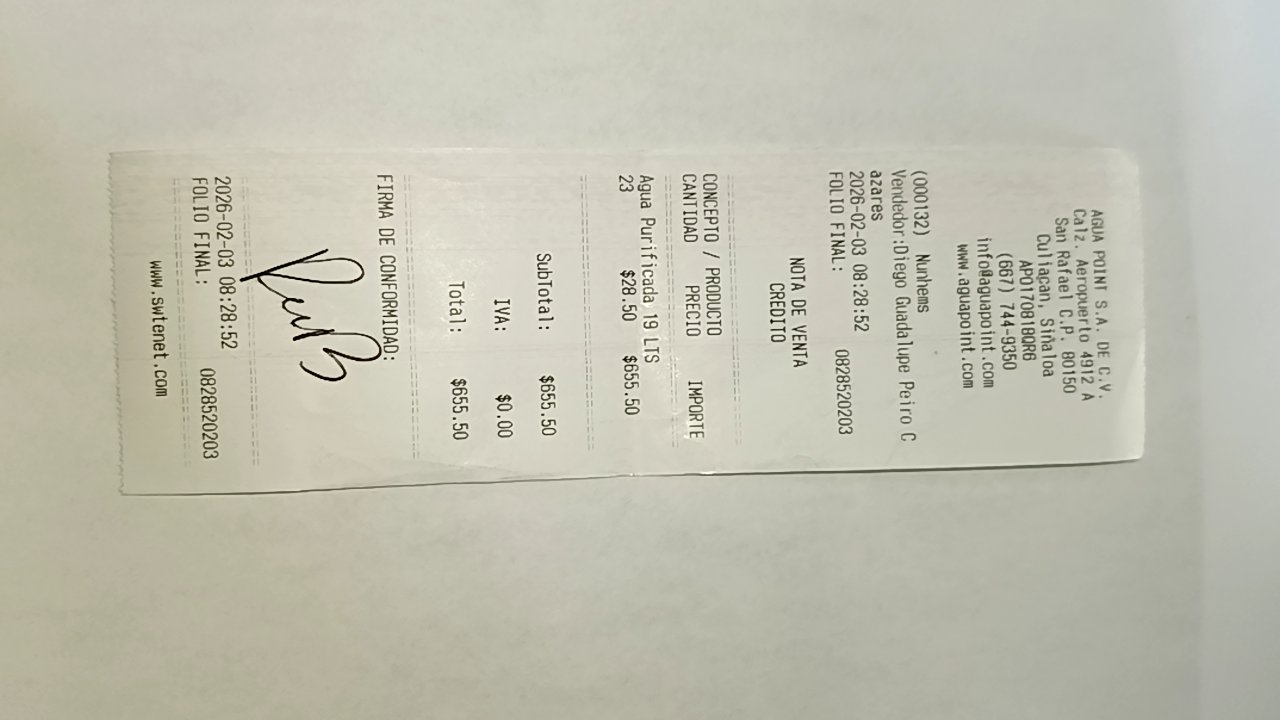 AGUA POINT S.A. DE C.V.
Calz. Aeropuerto 4912 A
San Rafael C.P. 80150
Culiacan, Sinaloa
APO170818QR6
(667) 744-9350
info@aguapoint.com
www.aguapoint.com
(000132) Nunhems
Vendedor:Diego Guadalupe Peiro C
azares
2026-02-03 08:28:52
FOLIO FINAL: 0828520203
NOTA DE VENTA
CREDITO
CONCEPTO / PRODUCTO
CANTIDAD PRECIO IMPORTE
Agua Purificada 19 LTS
23 $28.50 $655.50
SubTotal: $655.50
IVA: $0.00
Total: $655.50
FIRMA DE CONFORMIDAD:
2026-02-03 08:28:52
FOLIO FINAL: 0828520203
www.swtenet.com